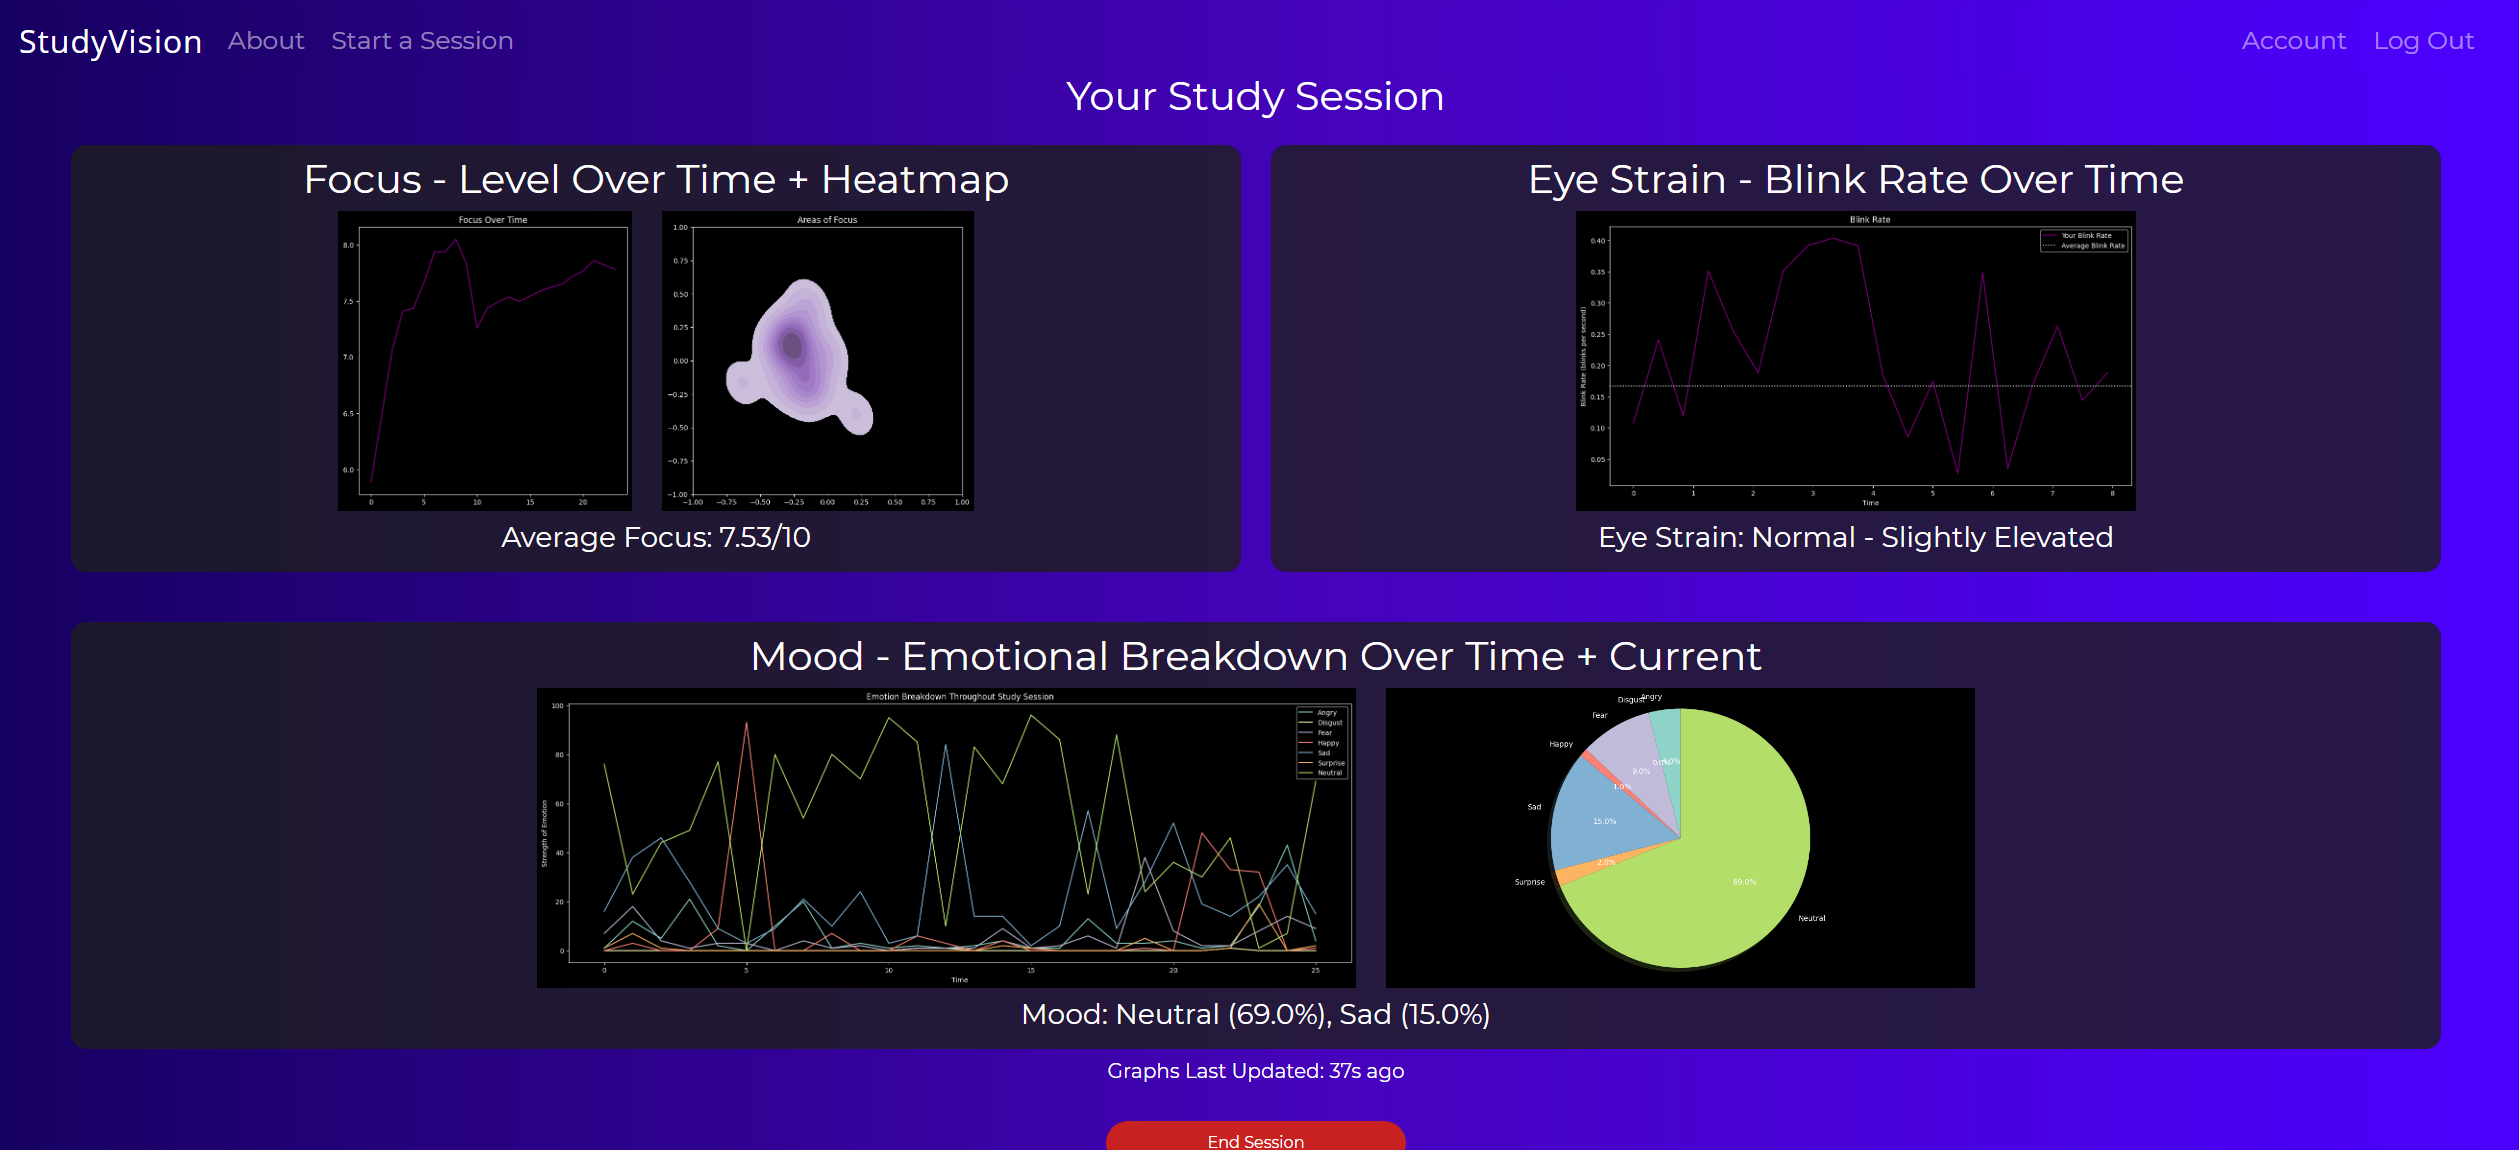 StudyVision About Start a Session Account Log Out
Your Study Session
Focus - Level Over Time + Heatmap
Focus Over Time
8.0
7.5
7.0
6.5
6.0
0 5 10 15 20
Areas of Focus
1.00
0.75
0.50
0.25
0.00
−0.25
−0.50
−0.75
−1.00
−1.00 −0.75 −0.50 −0.25 0.00 0.25 0.50 0.75 1.00
Average Focus: 7.53/10
Eye Strain - Blink Rate Over Time
Blink Rate
Your Blink Rate
Average Blink Rate
Blink Rate (blinks per second)
0.40
0.35
0.30
0.25
0.20
0.15
0.10
0.05
0 1 2 3 4 5 6 7 8
Time
Eye Strain: Normal - Slightly Elevated
Mood - Emotional Breakdown Over Time + Current
Emotion Breakdown Throughout Study Session
Angry
Disgust
Fear
Happy
Sad
Surprise
Neutral
Strength of Emotion
100
80
60
40
20
0
0 5 10 15 20 25
Time
Angry
Disgust
Fear
Happy
Sad
Surprise
Neutral
4.0%
0.0%
9.0%
1.0%
15.0%
2.0%
69.0%
Mood: Neutral (69.0%), Sad (15.0%)
Graphs Last Updated: 37s ago
End Session